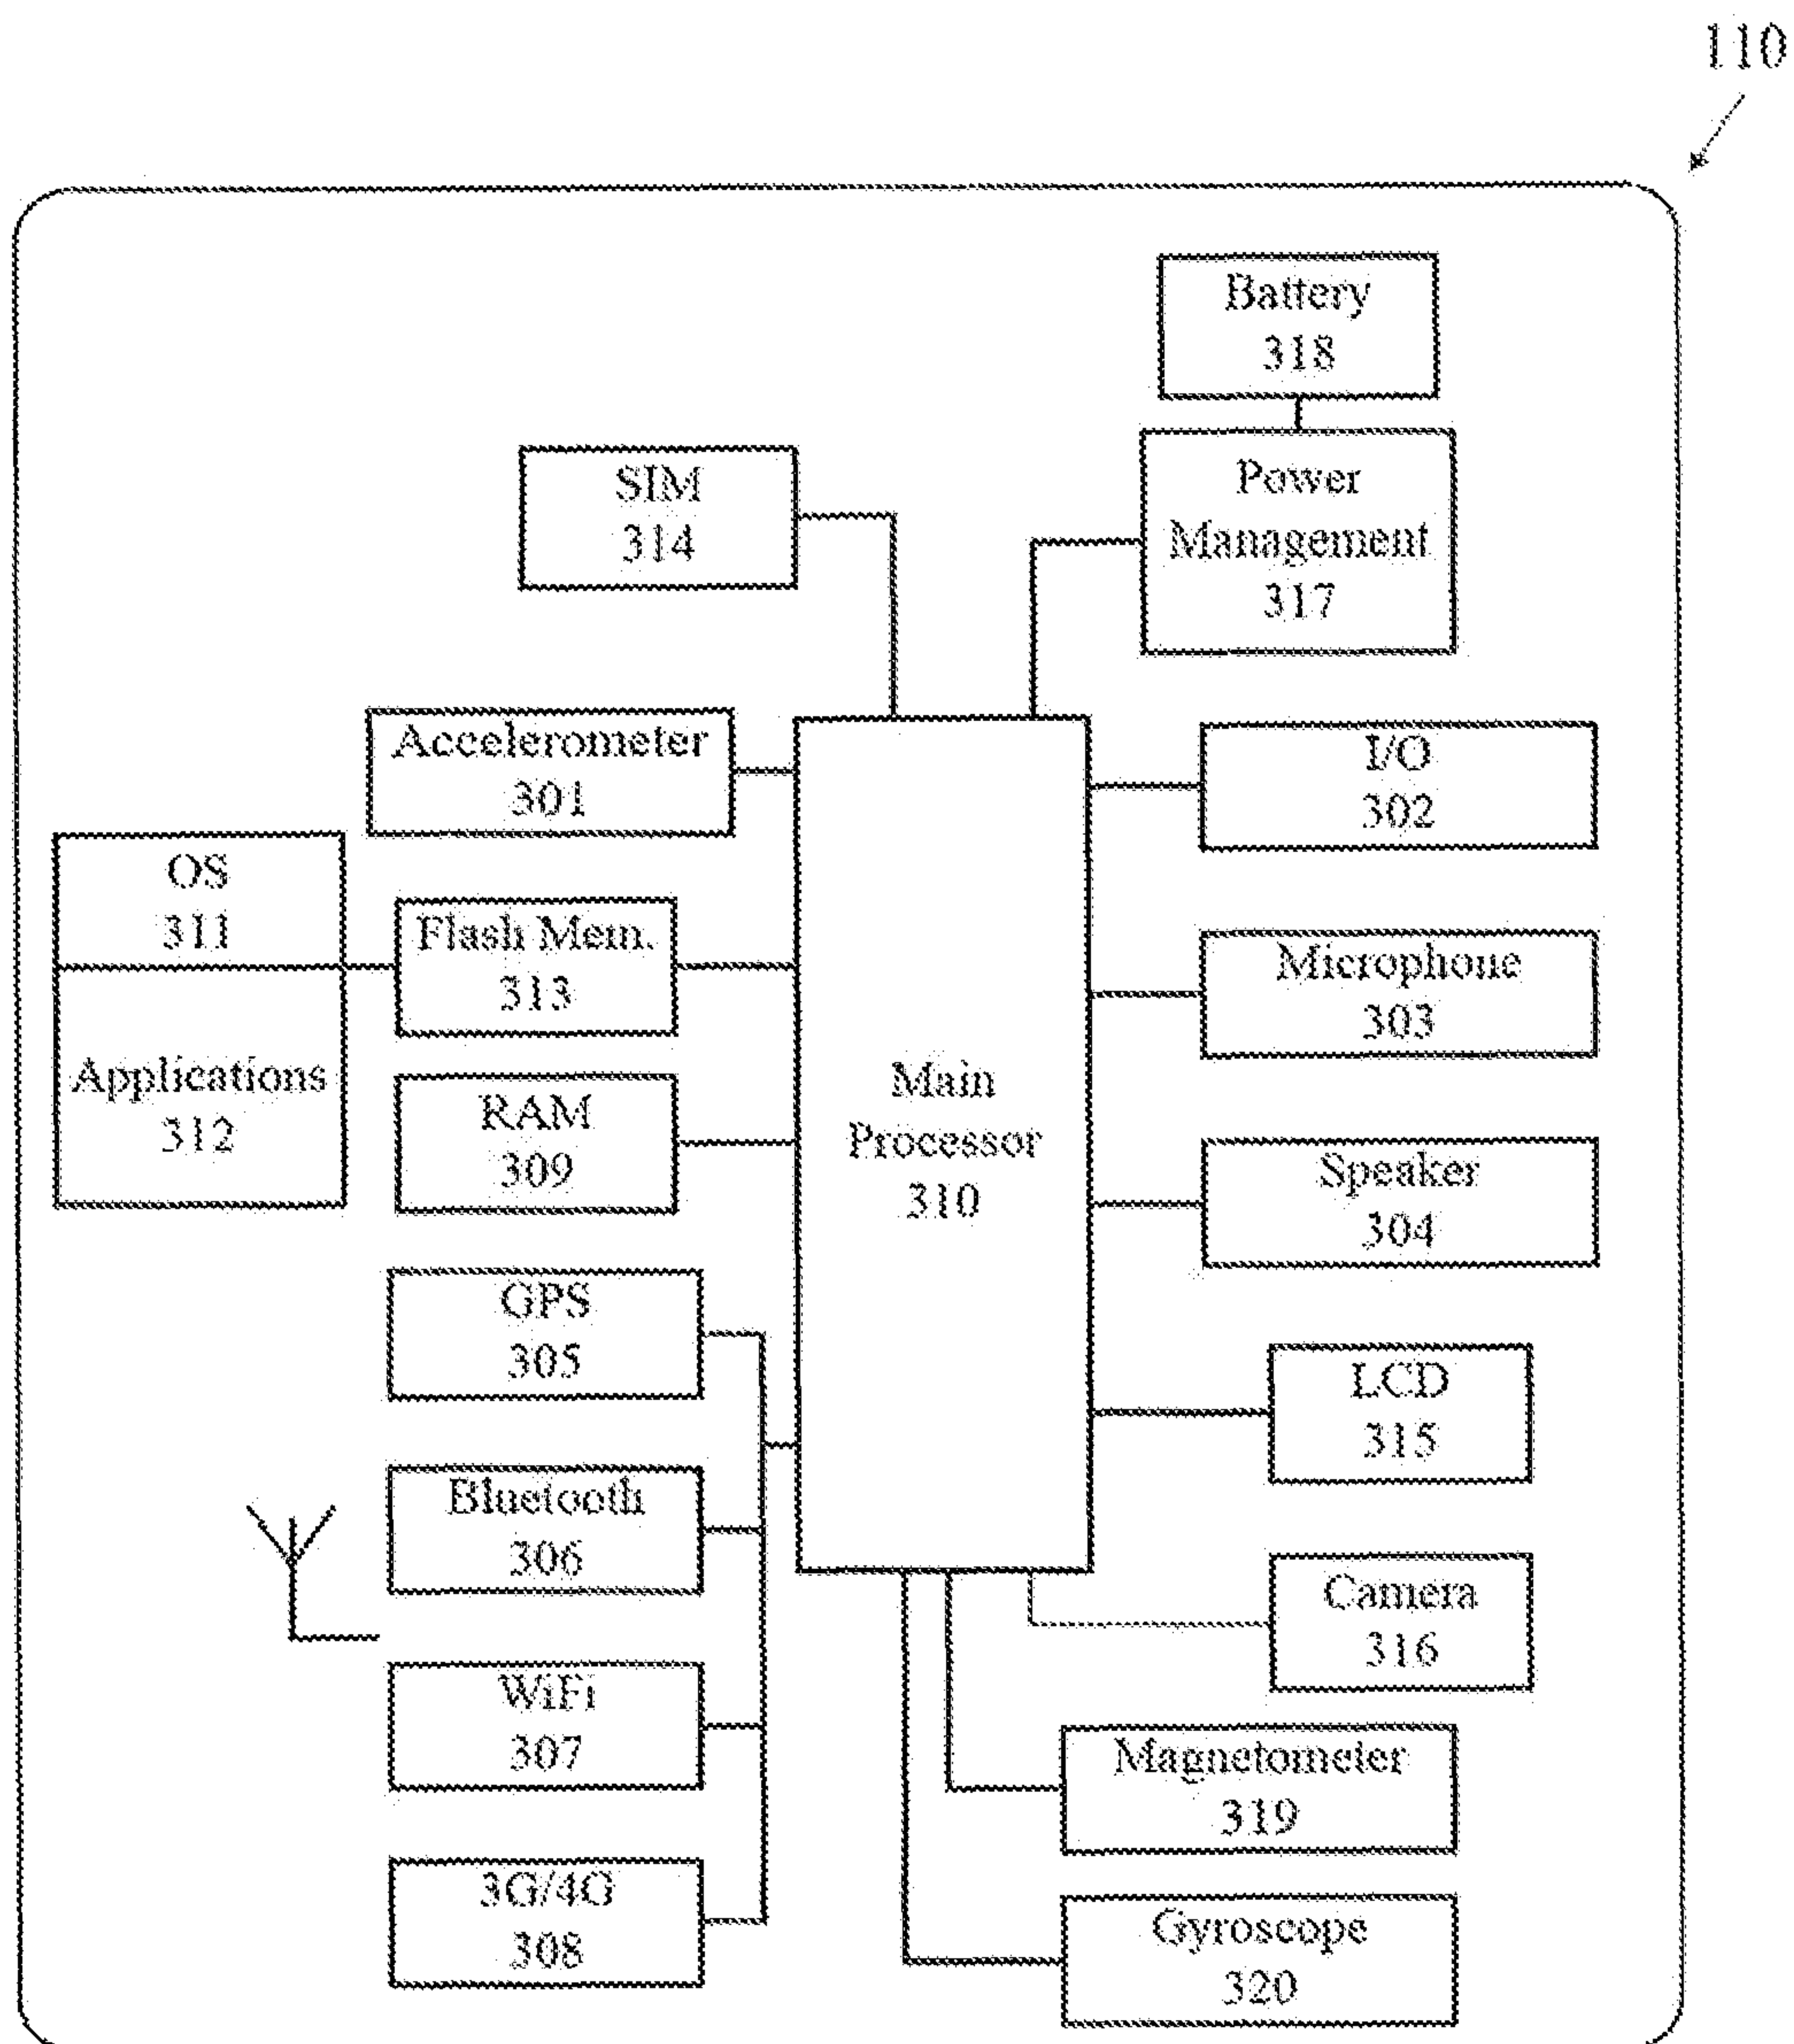 110
Battery
318
Power
Management
317
SIM
314
Accelerometer
301
I/O
302
OS
311
Flash Mem.
313
Microphone
303
Applications
312
RAM
309
Main
Processor
310
Speaker
304
GPS
305
LCD
315
Bluetooth
306
Camera
316
WiFi
307
Magnetometer
319
3G/4G
308
Gyroscope
320